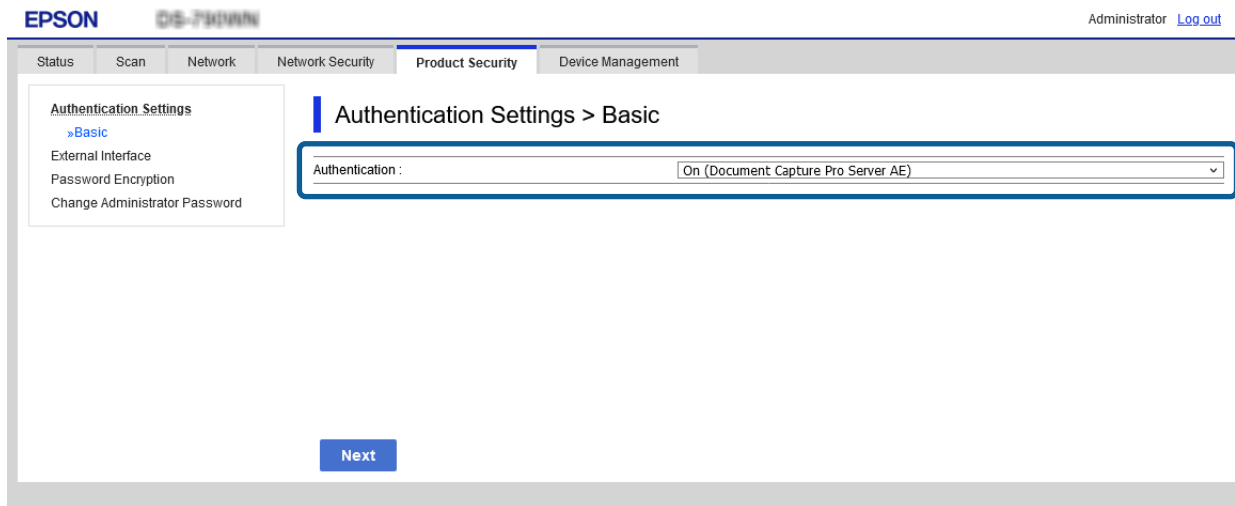 EPSON
Administrator Log out
Status Scan Network Network Security Product Security Device Management
Authentication Settings
»Basic
External Interface
Password Encryption
Change Administrator Password
Authentication Settings > Basic
Authentication :
On (Document Capture Pro Server AE)
Next